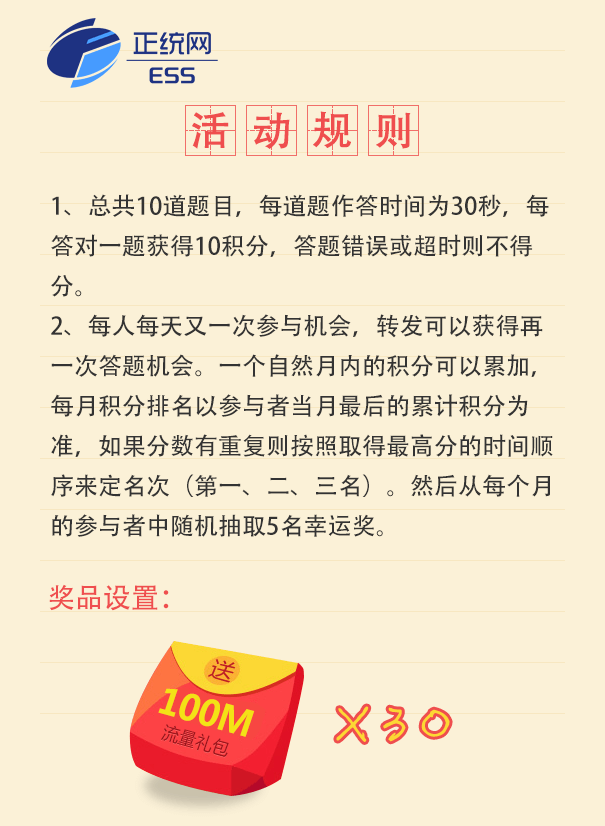 正统网
ESS
活动规则
1、总共10道题目，每道题作答时间为30秒，每
答对一题获得10积分，答题错误或超时则不得
分。
2、每人每天又一次参与机会，转发可以获得再
一次答题机会。一个自然月内的积分可以累加，
每月积分排名以参与者当月最后的累计积分为
准，如果分数有重复则按照取得最高分的时间顺
序来定名次（第一、二、三名）。然后从每个月
的参与者中随机抽取5名幸运奖。
奖品设置：
送
100M
流量礼包
X30